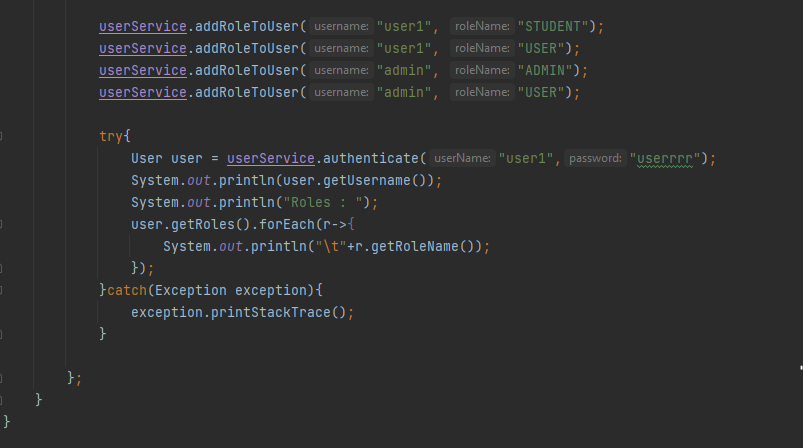 userService.addRoleToUser( username: "user1", roleName: "STUDENT");
userService.addRoleToUser( username: "user1", roleName: "USER");
userService.addRoleToUser( username: "admin", roleName: "ADMIN");
userService.addRoleToUser( username: "admin", roleName: "USER");
try{
User user = userService.authenticate( userName: "user1", password: "userrrr");
System.out.println(user.getUsername());
System.out.println("Roles : ");
user.getRoles().forEach(r->{
System.out.println("\t"+r.getRoleName());
});
}catch(Exception exception){
exception.printStackTrace();
}
};
}
}